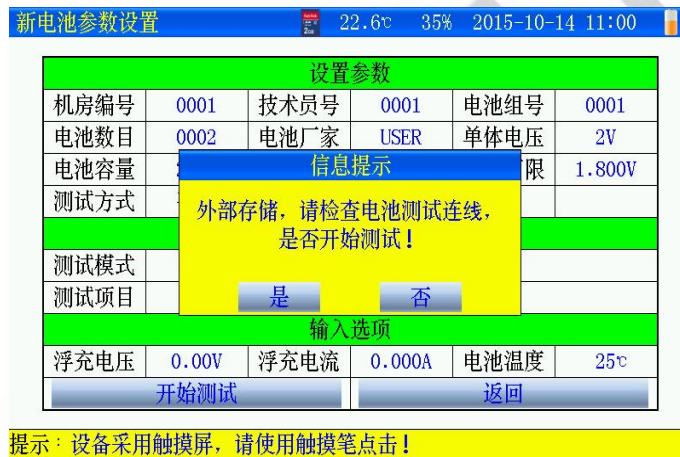 新电池参数设置 22.6℃ 35% 2015-10-14 11:00
设置参数
机房编号 0001 技术员号 0001 电池组号 0001
电池数目 0002 电池厂家 USER 单体电压 2V
电池容量 限 1.800V
测试方式
信息提示
外部存储，请检查电池测试连线，
是否开始测试！
是 否
测试模式
测试项目
输入选项
浮充电压 0.00V 浮充电流 0.000A 电池温度 25℃
开始测试 返回
提示：设备采用触摸屏，请使用触摸笔点击！